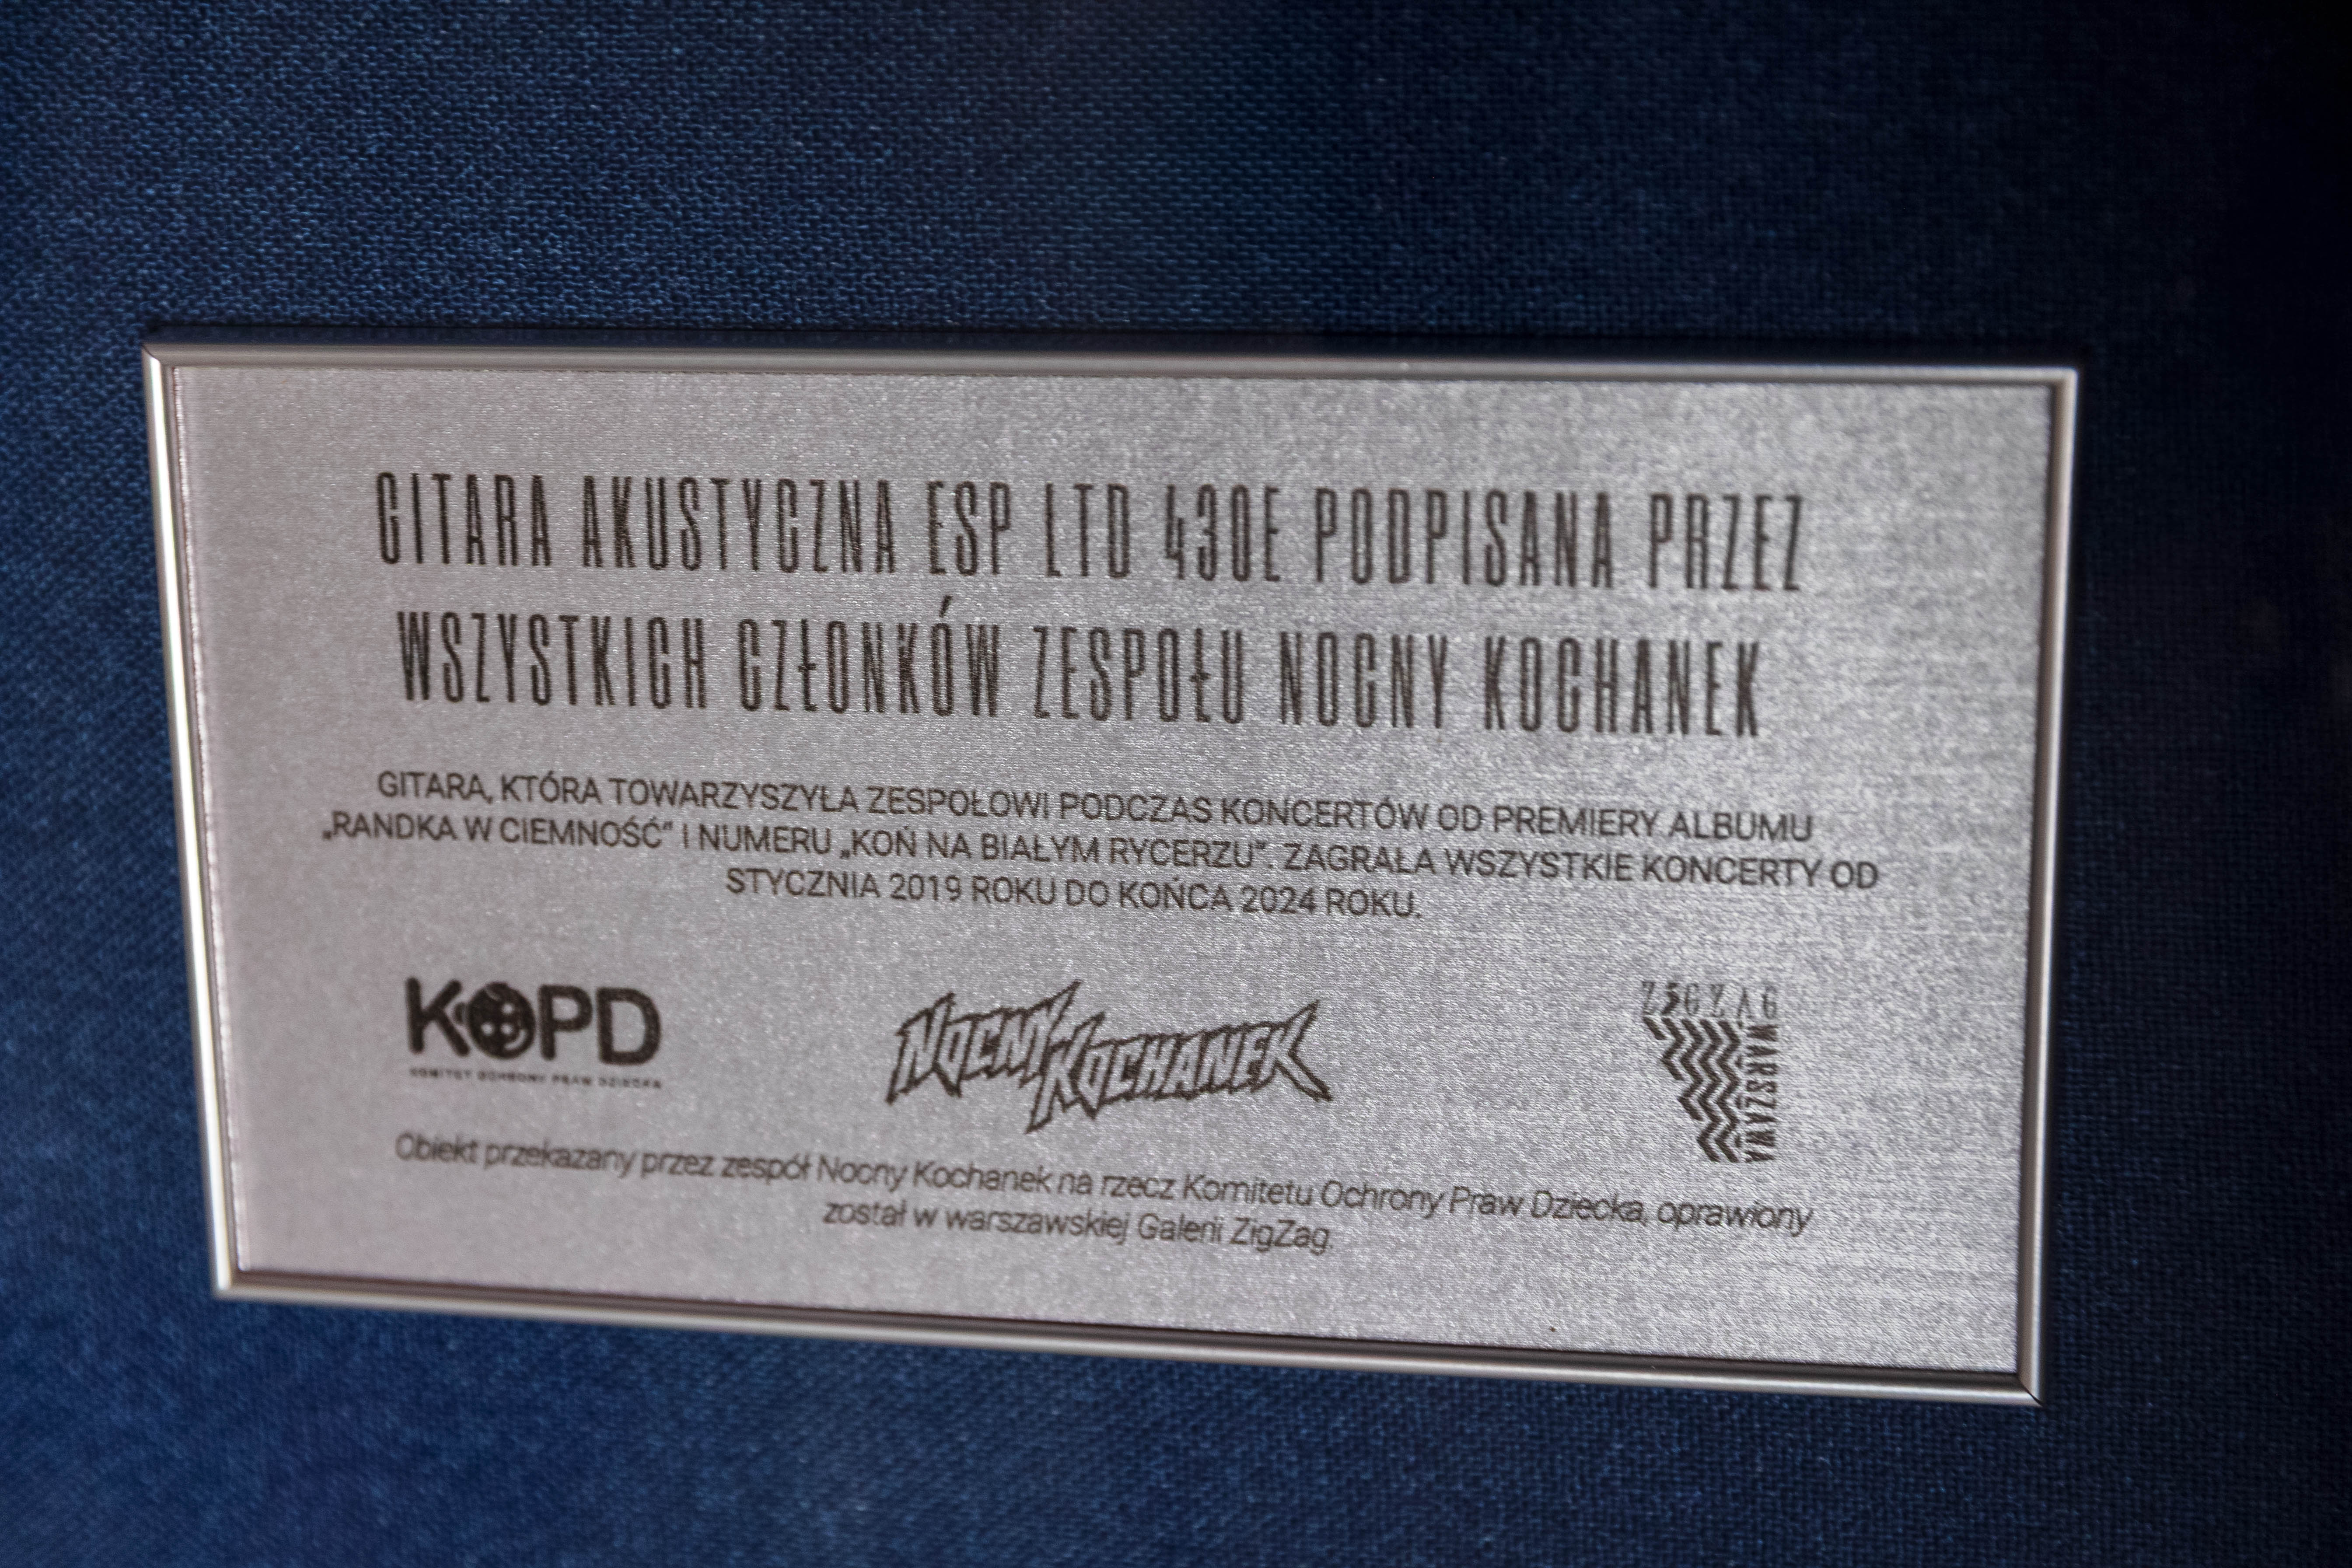 GITARA AKUSTYCZNA ESP LTD 430E PODPISANA PRZEZ
WSZYSTKICH CZŁONKÓW ZESPOŁU NOCNY KOCHANEK
GITARA, KTÓRA TOWARZYSZYŁA ZESPOŁOWI PODCZAS KONCERTÓW OD PREMIERY ALBUMU
„RANDKA W CIEMNOŚĆ” I NUMERU „KOŃ NA BIAŁYM RYCERZU”. ZAGRAŁA WSZYSTKIE KONCERTY OD
STYCZNIA 2019 ROKU DO KOŃCA 2024 ROKU.
KOPD
KOMITET OCHRONY PRAW DZIECKA
NOCNY KOCHANEK
ZIGZAG
WARSZAWA
Obiekt przekazany przez zespół Nocny Kochanek na rzecz Komitetu Ochrony Praw Dziecka, oprawiony
został w warszawskiej Galerii ZigZag.